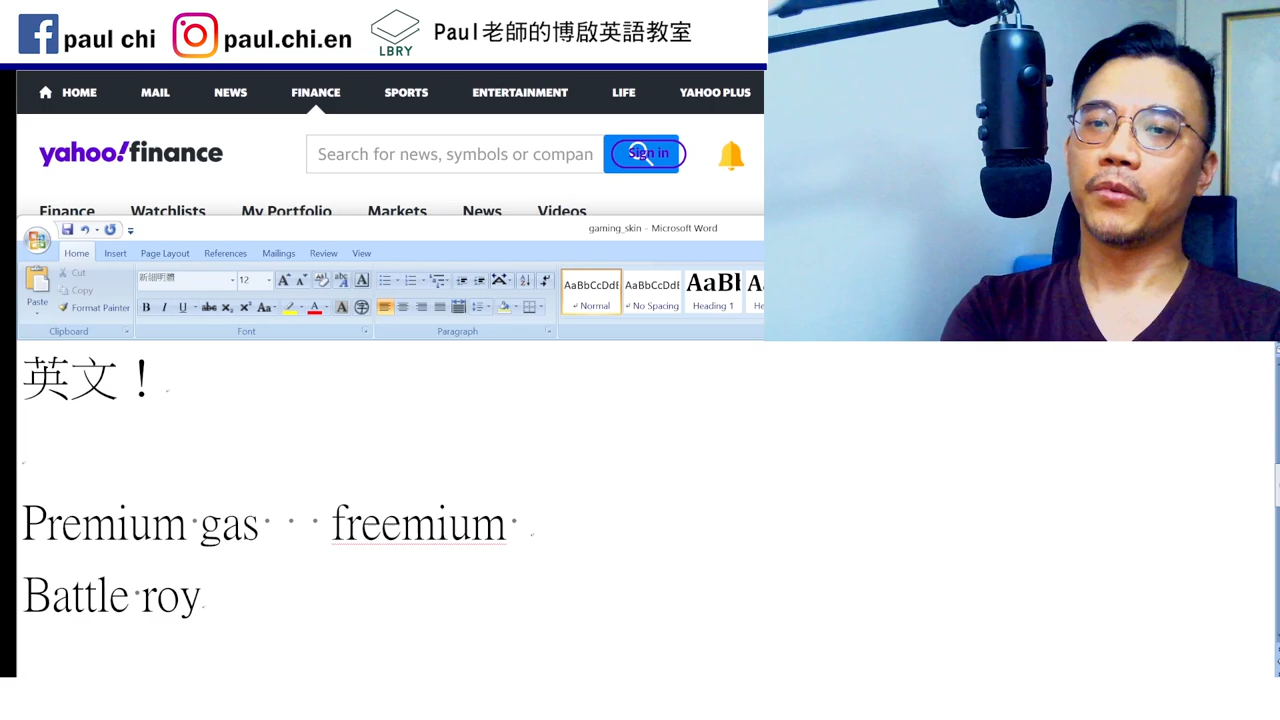 paul chi
paul.chi.en
LBRY
Paul老師的博啟英語教室
HOME MAIL NEWS FINANCE SPORTS ENTERTAINMENT LIFE YAHOO PLUS
yahoo!finance
Search for news, symbols or compan
Sign in
Finance Watchlists My Portfolio Markets News Videos
gaming_skin - Microsoft Word
Home Insert Page Layout References Mailings Review View
Paste
Cut
Copy
Format Painter
Clipboard
新細明體 12
Font
Paragraph
AaBbCcDdE AaBbCcDdE AaBb AaBb
Normal No Spacing Heading 1 He
英文！
Premium gas freemium
Battle roy